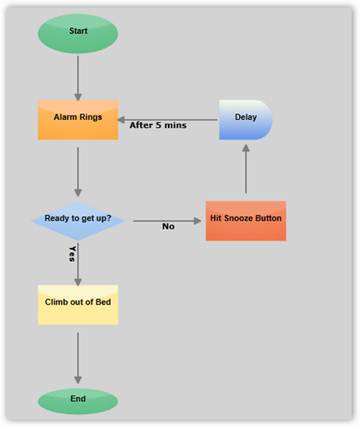 Start
Alarm Rings
Delay
After 5 mins
Ready to get up?
No
Hit Snooze Button
Yes
Climb out of Bed
End